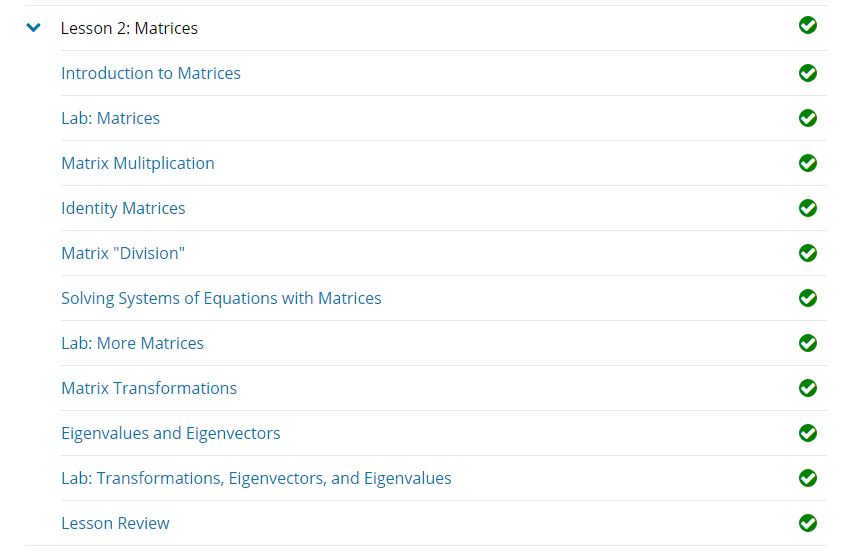 Lesson 2: Matrices
Introduction to Matrices
Lab: Matrices
Matrix Mulitplication
Identity Matrices
Matrix "Division"
Solving Systems of Equations with Matrices
Lab: More Matrices
Matrix Transformations
Eigenvalues and Eigenvectors
Lab: Transformations, Eigenvectors, and Eigenvalues
Lesson Review